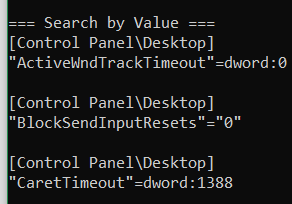 === Search by Value ===
[Control Panel\Desktop]
"ActiveWndTrackTimeout"=dword:0
[Control Panel\Desktop]
"BlockSendInputResets"="0"
[Control Panel\Desktop]
"CaretTimeout"=dword:1388